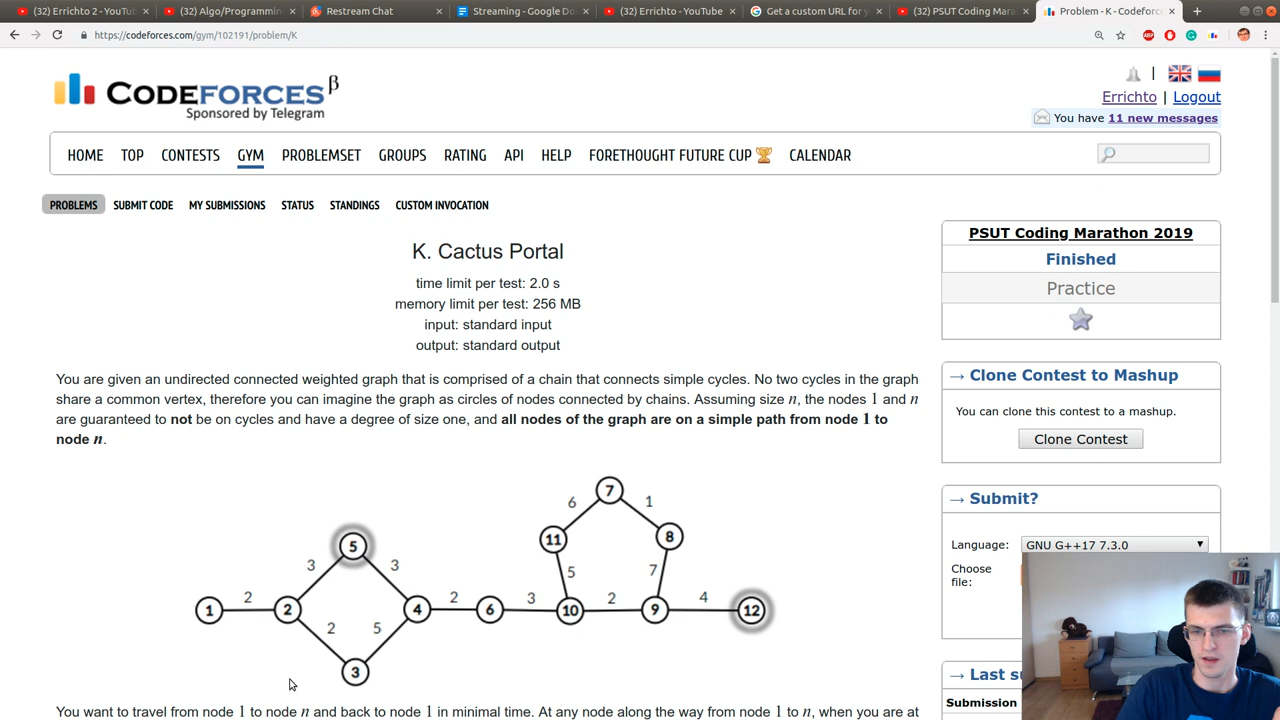 (32) Errichto 2 - YouTu
(32) Algo/Programmin
Restream Chat
Streaming - Google Do
(32) Errichto - YouTube
Get a custom URL for y
(32) PSUT Coding Mara
Problem - K - Codeforc
https://codeforces.com/gym/102191/problem/K
CODEFORCES β
Sponsored by Telegram
Errichto | Logout
You have 11 new messages
HOME TOP CONTESTS GYM PROBLEMSET GROUPS RATING API HELP FORETHOUGHT FUTURE CUP CALENDAR
PROBLEMS SUBMIT CODE MY SUBMISSIONS STATUS STANDINGS CUSTOM INVOCATION
K. Cactus Portal
time limit per test: 2.0 s
memory limit per test: 256 MB
input: standard input
output: standard output
You are given an undirected connected weighted graph that is comprised of a chain that connects simple cycles. No two cycles in the graph
share a common vertex, therefore you can imagine the graph as circles of nodes connected by chains. Assuming size n, the nodes 1 and n
are guaranteed to not be on cycles and have a degree of size one, and all nodes of the graph are on a simple path from node 1 to
node n.
7
6 1
5 11 8
3 3 5 7
1 2 2 4 2 6 3 10 2 9 4 12
2 5
3
You want to travel from node 1 to node n and back to node 1 in minimal time. At any node along the way from node 1 to n, when you are at
PSUT Coding Marathon 2019
Finished
Practice
→ Clone Contest to Mashup
You can clone this contest to a mashup.
Clone Contest
→ Submit?
Language: GNU G++17 7.3.0
Choose
file:
→ Last su
Submission